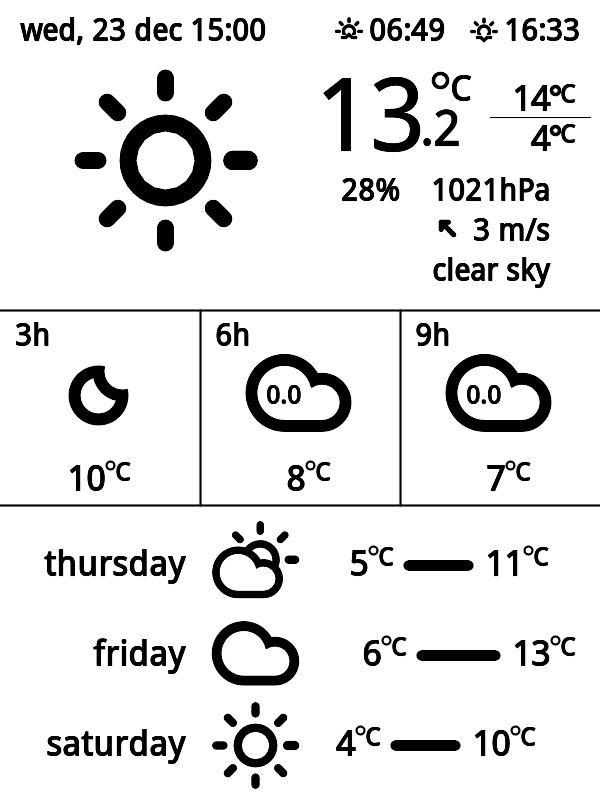 wed, 23 dec 15:00 06:49 16:33
13.2°C 14°C
4°C
28% 1021hPa
3 m/s
clear sky
3h 6h 9h
0.0 0.0
10°C 8°C 7°C
thursday 5°C 11°C
friday 6°C 13°C
saturday 4°C 10°C